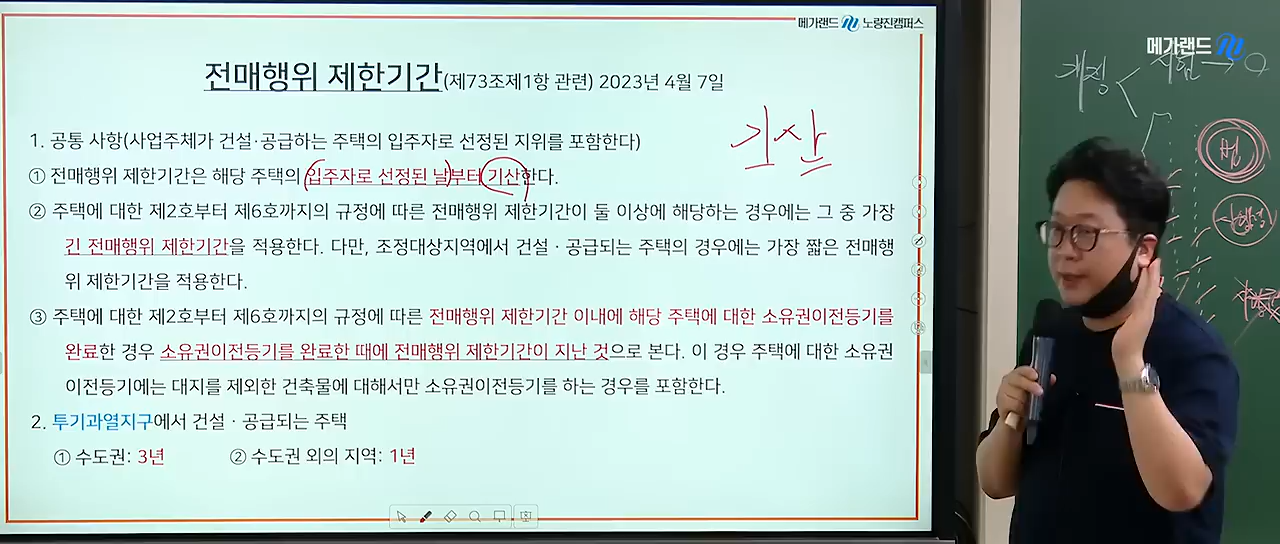 메가랜드 노량진캠퍼스
메가랜드
전매행위 제한기간(제73조제1항 관련) 2023년 4월 7일
개정
시험 →
기산
1. 공통 사항(사업주체가 건설·공급하는 주택의 입주자로 선정된 지위를 포함한다)
① 전매행위 제한기간은 해당 주택의 입주자로 선정된 날부터 기산한다.
② 주택에 대한 제2호부터 제6호까지의 규정에 따른 전매행위 제한기간이 둘 이상에 해당하는 경우에는 그 중 가장
긴 전매행위 제한기간을 적용한다. 다만, 조정대상지역에서 건설 · 공급되는 주택의 경우에는 가장 짧은 전매행
위 제한기간을 적용한다.
③ 주택에 대한 제2호부터 제6호까지의 규정에 따른 전매행위 제한기간 이내에 해당 주택에 대한 소유권이전등기를
완료한 경우 소유권이전등기를 완료한 때에 전매행위 제한기간이 지난 것으로 본다. 이 경우 주택에 대한 소유권
이전등기에는 대지를 제외한 건축물에 대해서만 소유권이전등기를 하는 경우를 포함한다.
2. 투기과열지구에서 건설 · 공급되는 주택
① 수도권: 3년 ② 수도권 외의 지역: 1년
법